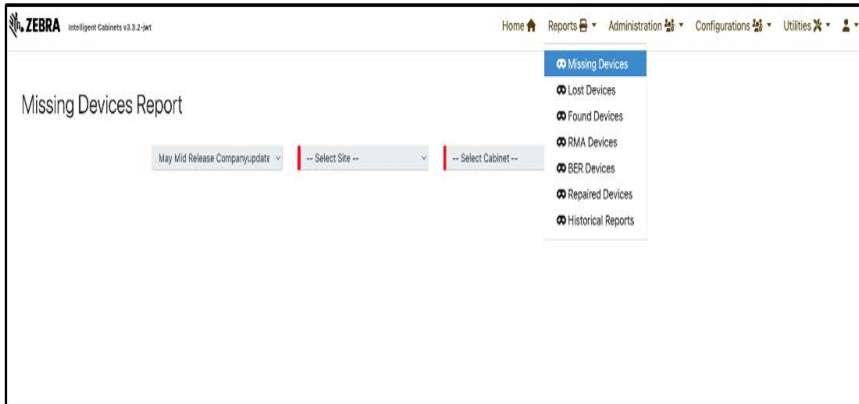 ZEBRA Intelligent Cabinets v3.3.2-jwt Home Reports Administration Configurations Utilities
Missing Devices
Lost Devices
Found Devices
RMA Devices
BER Devices
Repaired Devices
Historical Reports
Missing Devices Report
May Mid Release Companyupdate -- Select Site -- -- Select Cabinet --